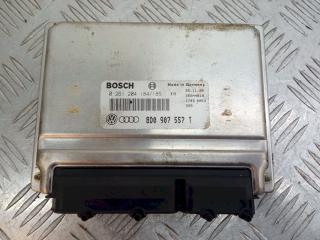 BOSCH
Made in Germany
0 261 204 184/185
8D0 907 557 T